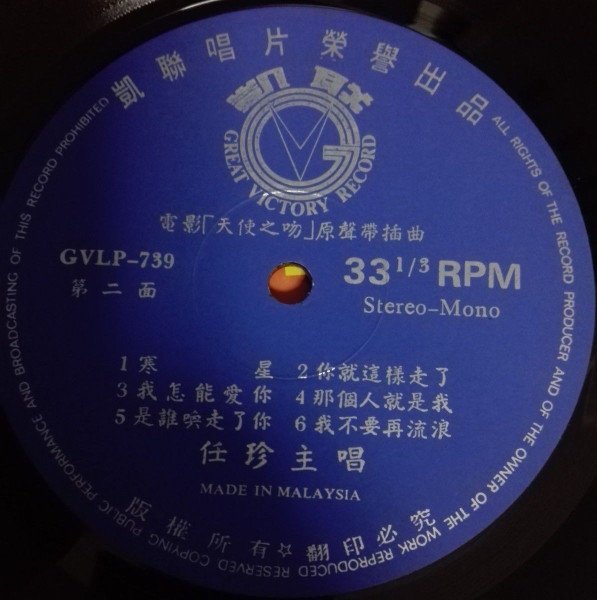 凱聯唱片榮譽出品
凱聯
GREAT VICTORY RECORD
電影「天使之吻」原聲帶插曲
GVLP-739
第二面
33 1/3 RPM
Stereo-Mono
1寒 星 2你就這樣走了
3我怎能愛你 4那個人就是我
5是誰唤走了你 6我不要再流浪
任珍主唱
MADE IN MALAYSIA
版權所有☆翻印必究
ALL RIGHTS OF THE RECORD PRODUCER AND OF THE OWNER OF THE WORK REPRODUCED RESERVED COPYING PUBLIC PERFORMANCE AND BROADCASTING OF THIS RECORD PROHIBITED